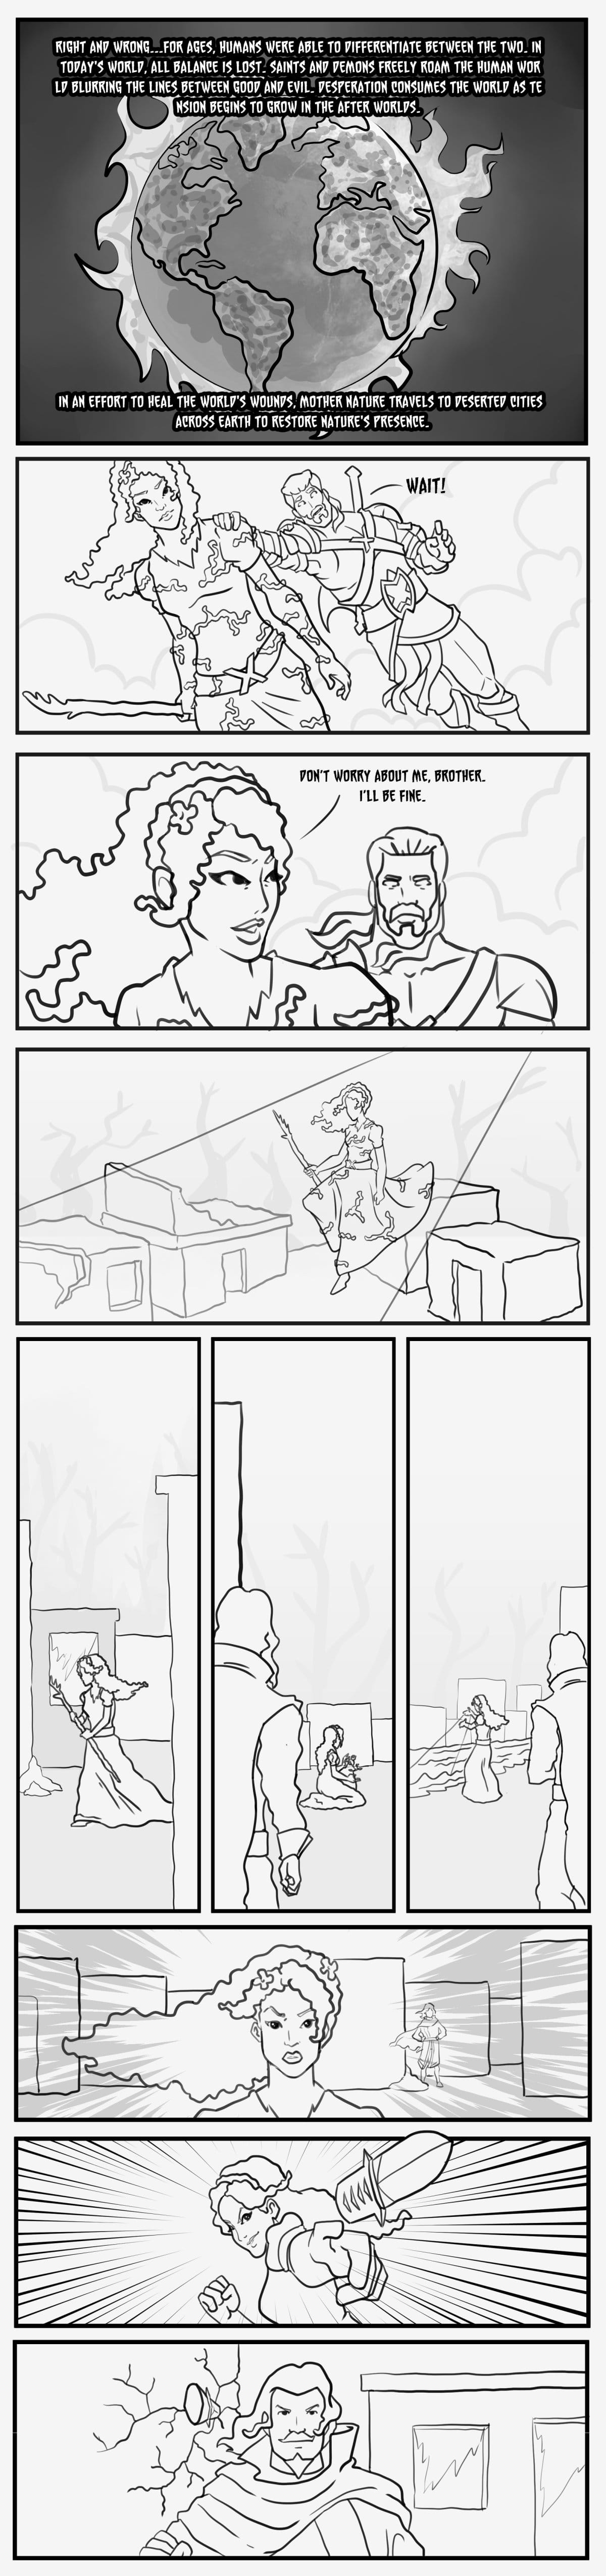 RIGHT AND WRONG...FOR AGES, HUMANS WERE ABLE TO DIFFERENTIATE BETWEEN THE TWO. IN
TODAY'S WORLD, ALL BALANCE IS LOST. SAINTS AND DEMONS FREELY ROAM THE HUMAN WOR
LD BLURRING THE LINES BETWEEN GOOD AND EVIL. DESPERATION CONSUMES THE WORLD AS TE
NSION BEGINS TO GROW IN THE AFTER WORLDS.
IN AN EFFORT TO HEAL THE WORLD'S WOUNDS, MOTHER NATURE TRAVELS TO DESERTED CITIES
ACROSS EARTH TO RESTORE NATURE'S PRESENCE.
WAIT!
DON'T WORRY ABOUT ME, BROTHER.
I'LL BE FINE.